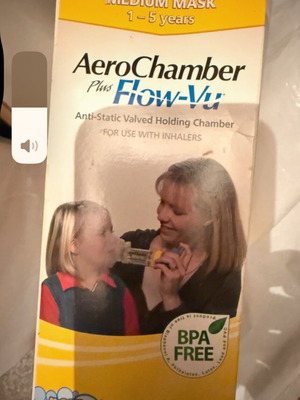 MEDIUM MASK
1 - 5 years
AeroChamber
Plus Flow-Vu
Anti-Static Valved Holding Chamber
FOR USE WITH INHALERS
BPA
FREE